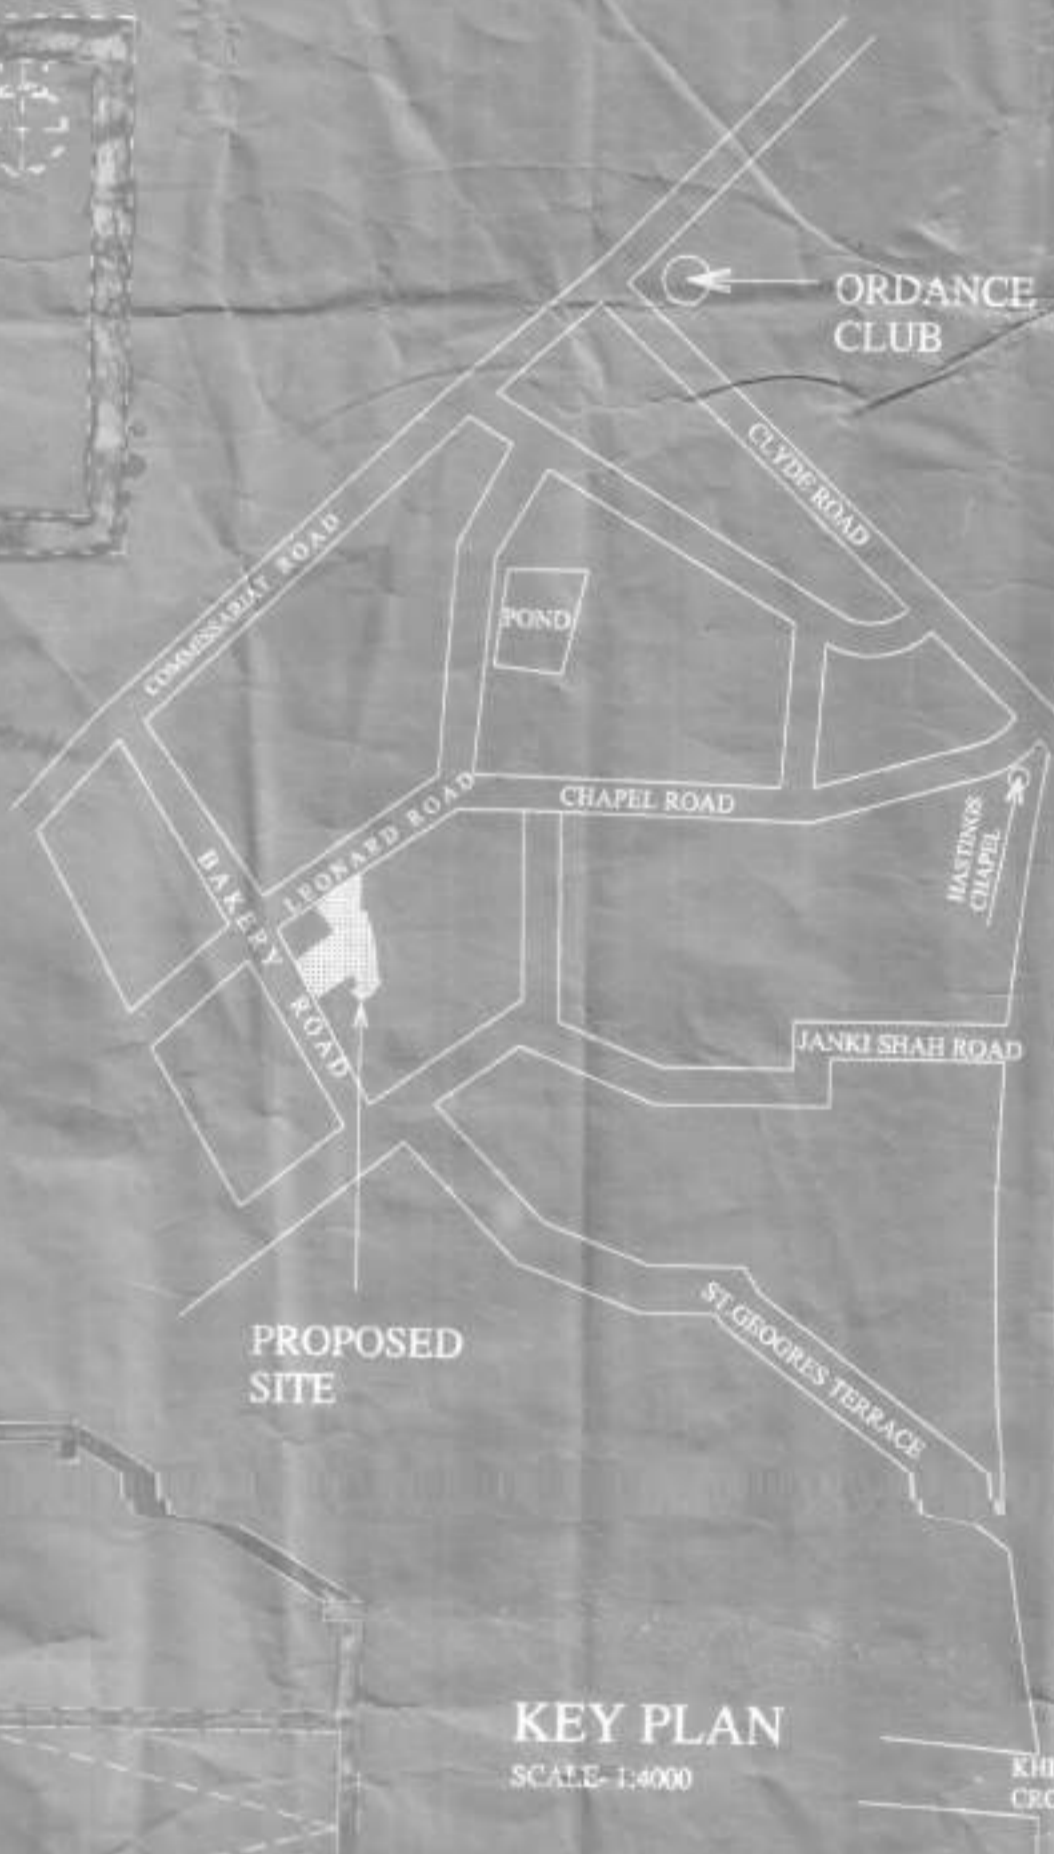 ORDANCE
CLUB
CLYDE ROAD
COMMISSARIAT ROAD
POND
LEONARD ROAD
CHAPEL ROAD
HASTINGS
CHAPEL
BAKERY ROAD
JANKI SHAH ROAD
PROPOSED
SITE
ST.GEOGRES TERRACE
KEY PLAN
SCALE- 1:4000